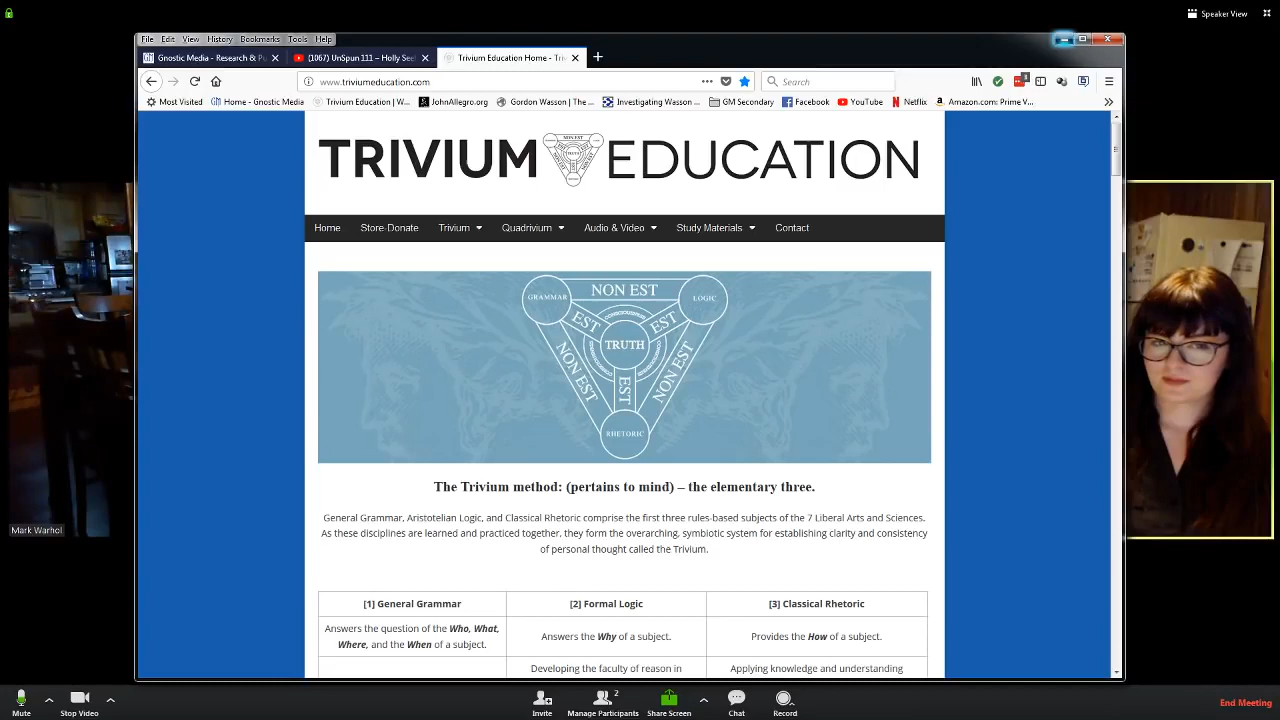 Speaker View
File Edit View History Bookmarks Tools Help
Gnostic Media - Research & Pu
(1067) UnSpun 111 – Holly Seel
Trivium Education Home - Triv
www.triviumeducation.com
Search
Most Visited
Home - Gnostic Media
Trivium Education | W...
JohnAllegro.org
Gordon Wasson | The ...
Investigating Wasson ...
GM Secondary
Facebook
YouTube
Netflix
Amazon.com: Prime V...
TRIVIUM EDUCATION
Home Store-Donate Trivium Quadrivium Audio & Video Study Materials Contact
GRAMMAR NON EST LOGIC
EST EST
TRUTH
NON EST EST NON EST
RHETORIC
The Trivium method: (pertains to mind) – the elementary three.
General Grammar, Aristotelian Logic, and Classical Rhetoric comprise the first three rules-based subjects of the 7 Liberal Arts and Sciences.
As these disciplines are learned and practiced together, they form the overarching, symbiotic system for establishing clarity and consistency
of personal thought called the Trivium.
[1] General Grammar
[2] Formal Logic
[3] Classical Rhetoric
Answers the question of the Who, What,
Where, and the When of a subject.
Answers the Why of a subject.
Provides the How of a subject.
Developing the faculty of reason in
Applying knowledge and understanding
Mark Warhol
Mute
Stop Video
Invite
2
Manage Participants
Share Screen
Chat
Record
End Meeting